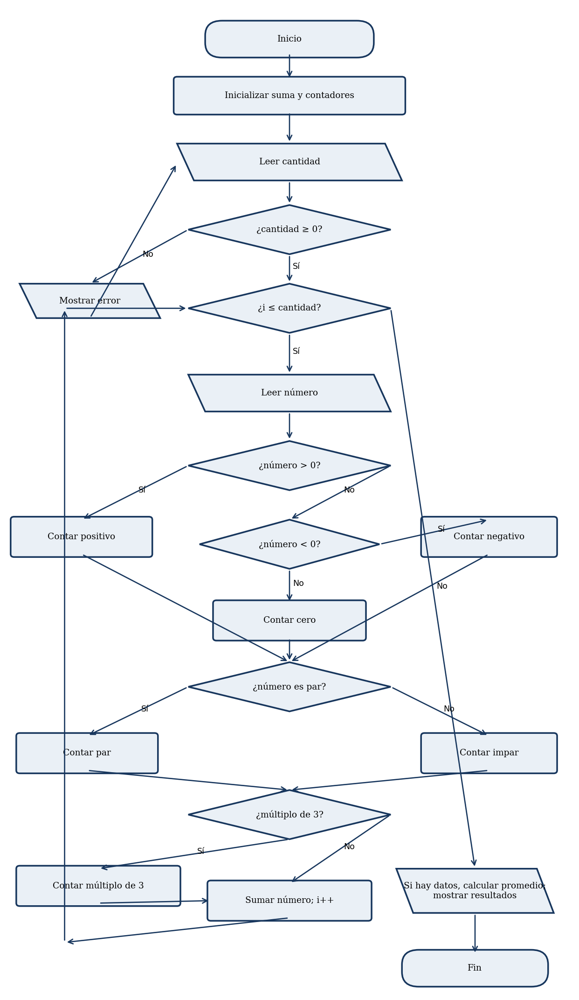 Inicio
Inicializar suma y contadores
Leer cantidad
¿cantidad ≥ 0?
No
Sí
Mostrar error
¿i ≤ cantidad?
Sí
Leer número
¿número > 0?
Sí
No
Contar positivo
¿número < 0?
Sí
Contar negativo
No
No
Contar cero
¿número es par?
Sí
No
Contar par
Contar impar
¿múltiplo de 3?
Sí
No
Contar múltiplo de 3
Sumar número; i++
Si hay datos, calcular promedio;
mostrar resultados
Fin